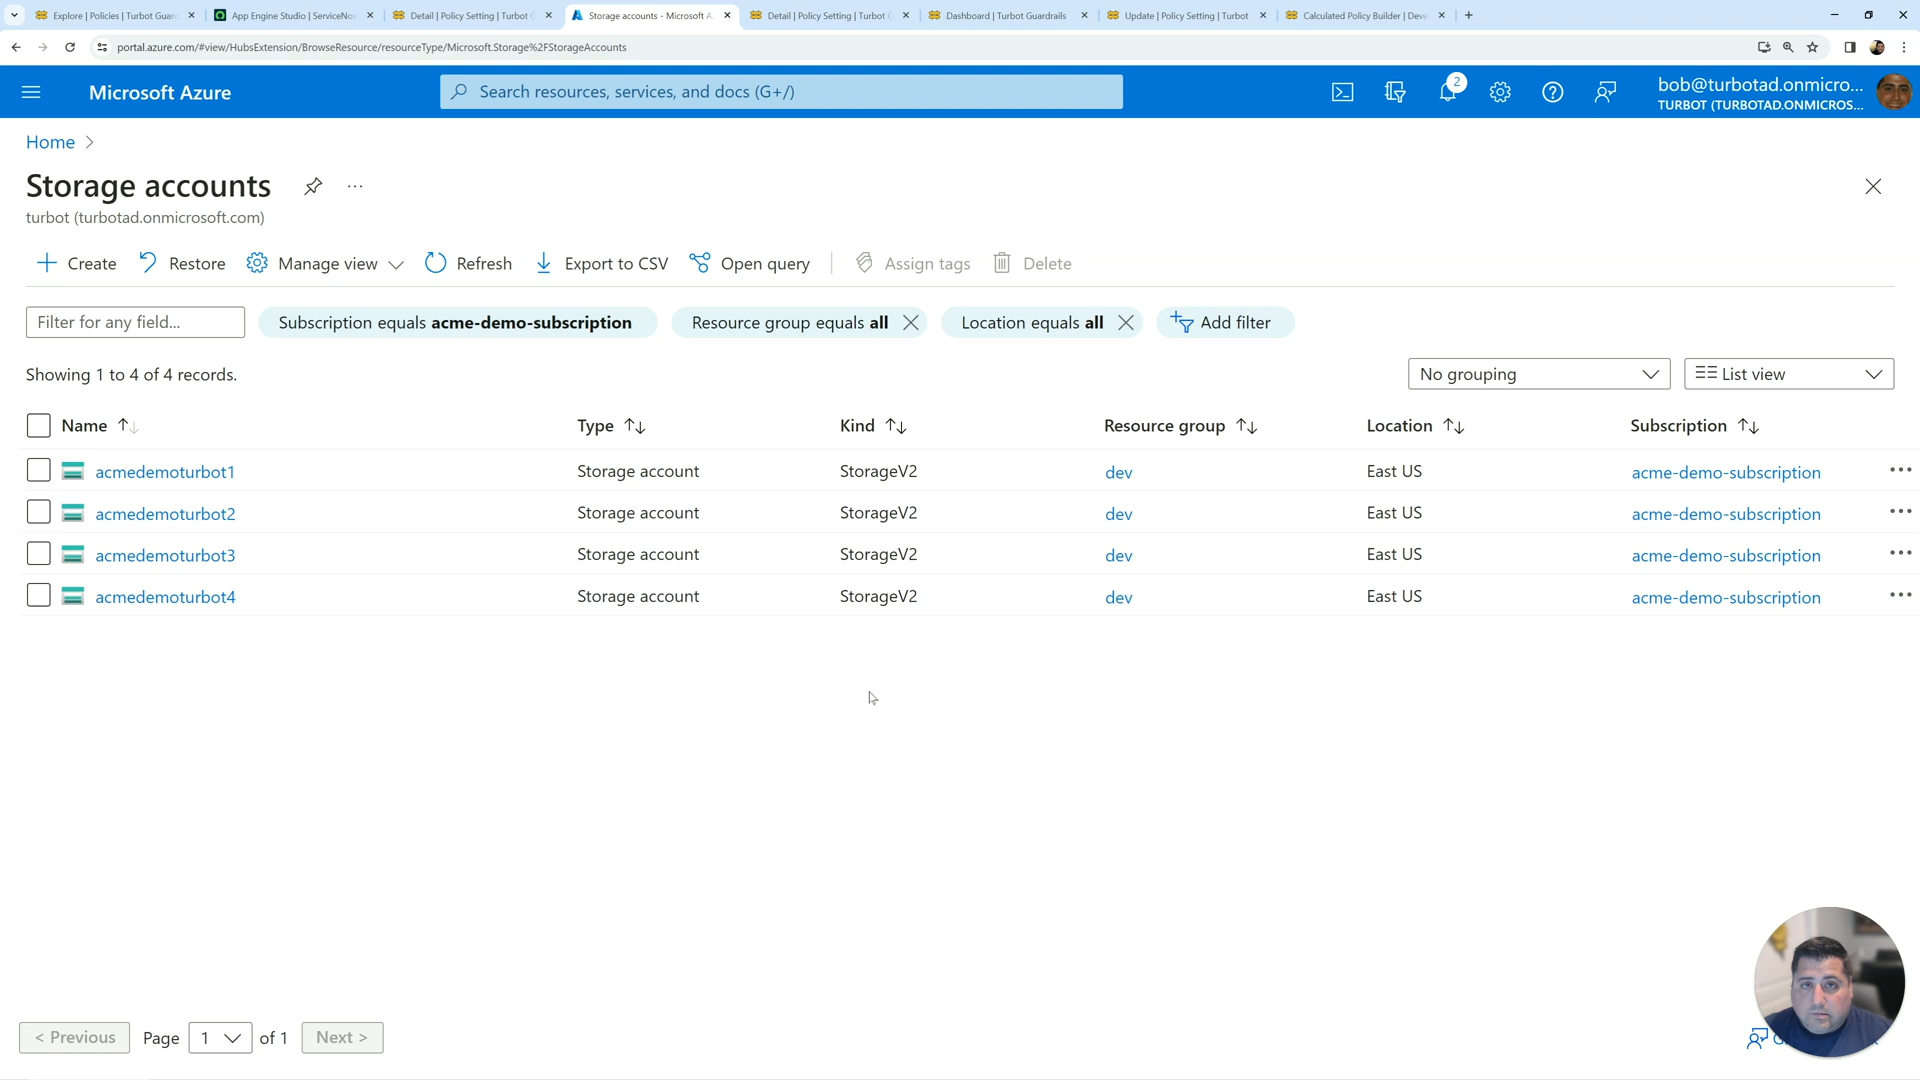 Explore | Policies | Turbot Guard
App Engine Studio | ServiceNow
Detail | Policy Setting | Turbot G
Storage accounts - Microsoft A
Detail | Policy Setting | Turbot G
Dashboard | Turbot Guardrails
Update | Policy Setting | Turbot
Calculated Policy Builder | Deve
portal.azure.com/#view/HubsExtension/BrowseResource/resourceType/Microsoft.Storage%2FStorageAccounts
Microsoft Azure
Search resources, services, and docs (G+/)
2
bob@turbotad.onmicro...
TURBOT (TURBOTAD.ONMICROS...
Home
Storage accounts
turbot (turbotad.onmicrosoft.com)
Create Restore Manage view Refresh Export to CSV Open query Assign tags Delete
Filter for any field... Subscription equals acme-demo-subscription Resource group equals all Location equals all Add filter
Showing 1 to 4 of 4 records.
No grouping List view
Name Type Kind Resource group Location Subscription
acmedemoturbot1 Storage account StorageV2 dev East US acme-demo-subscription
acmedemoturbot2 Storage account StorageV2 dev East US acme-demo-subscription
acmedemoturbot3 Storage account StorageV2 dev East US acme-demo-subscription
acmedemoturbot4 Storage account StorageV2 dev East US acme-demo-subscription
< Previous Page 1 of 1 Next >